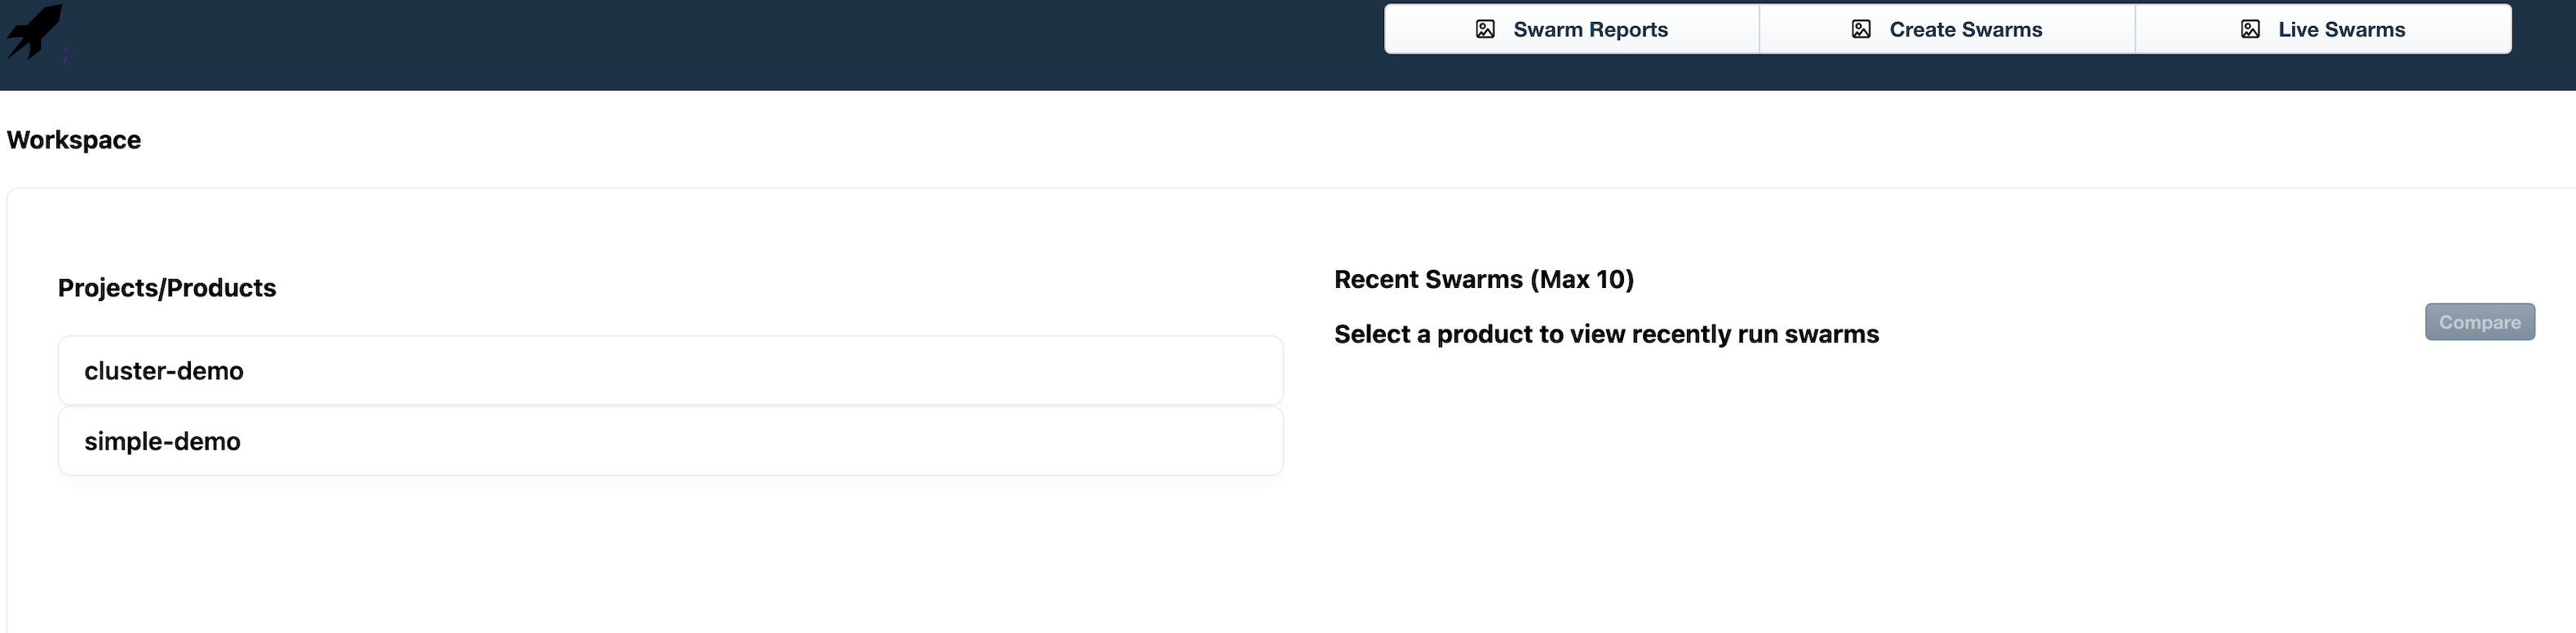 ;
Swarm Reports
Create Swarms
Live Swarms
Workspace
Projects/Products
cluster-demo
simple-demo
Recent Swarms (Max 10)
Select a product to view recently run swarms
Compare